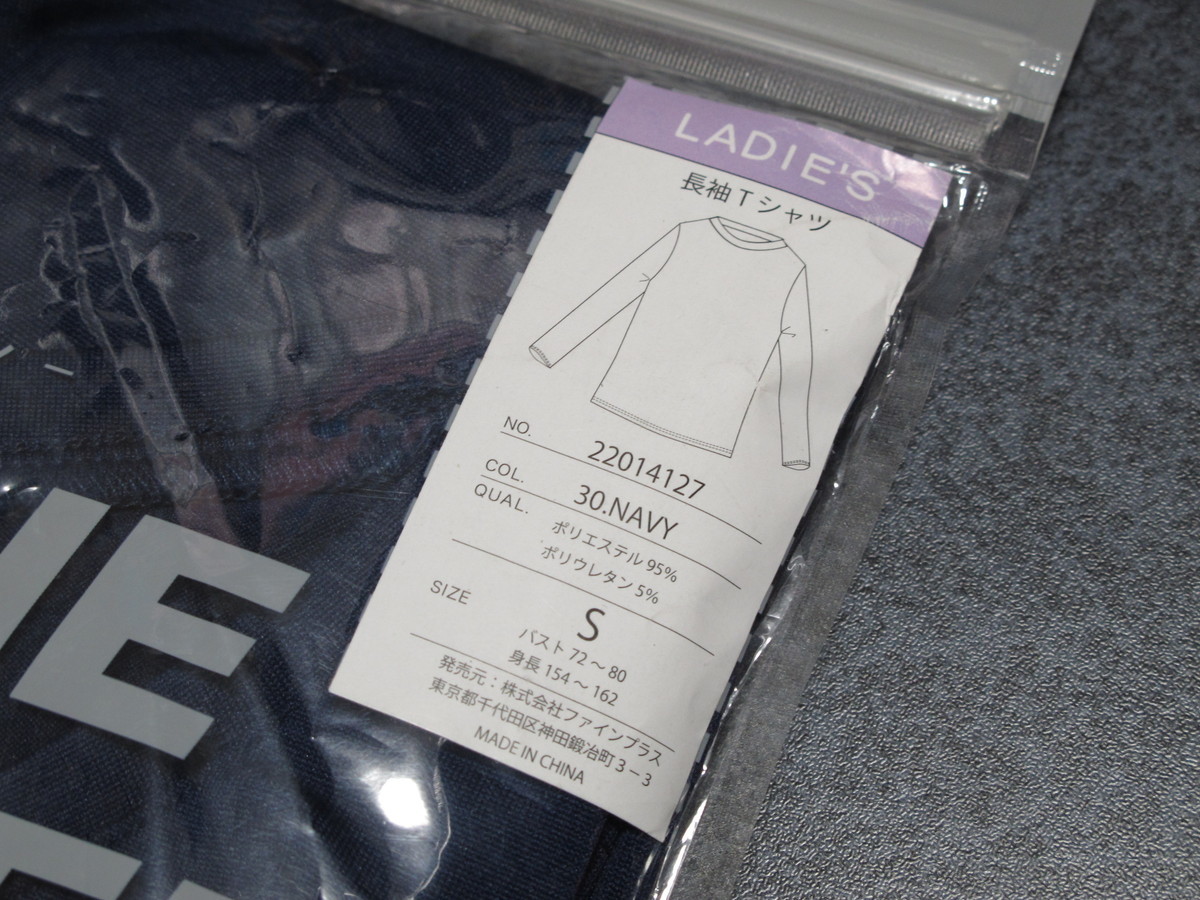 LADIE'S
長袖Tシャツ
NO. 22014127
COL. 30.NAVY
QUAL. ポリエステル 95%
ポリウレタン 5%
SIZE S
バスト 72～80
身長 154～162
発売元：株式会社ファインプラス
東京都千代田区神田鍛冶町3－3
MADE IN CHINA